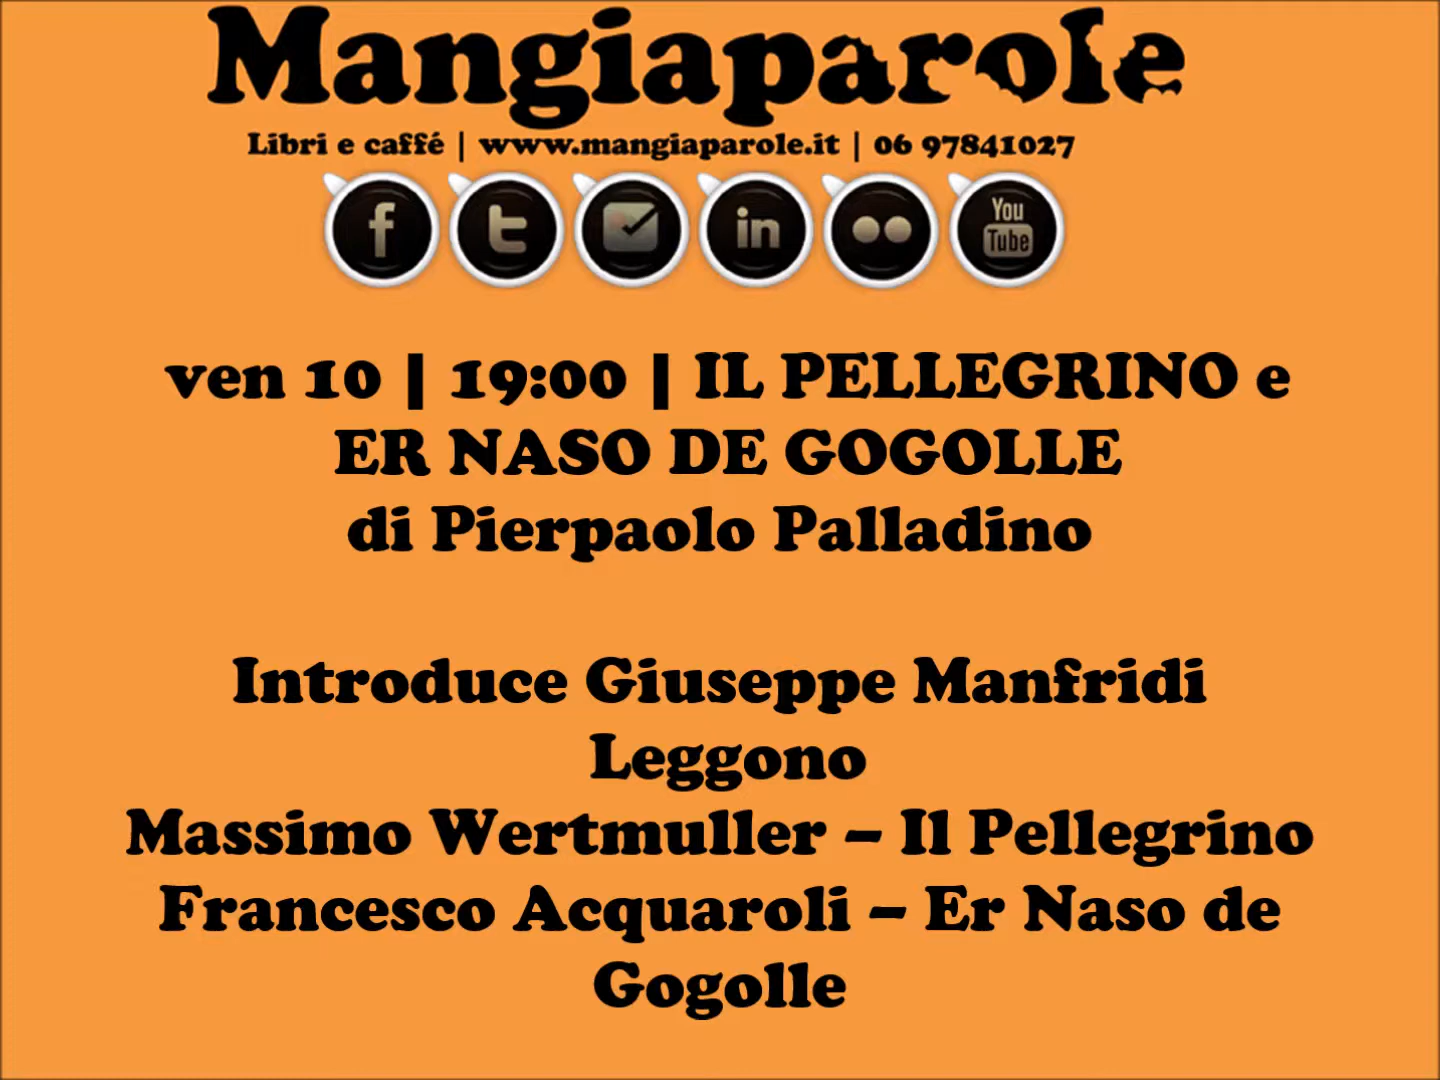 Mangiaparole
Libri e caffé | www.mangiaparole.it | 06 97841027
f t in You
Tube
ven 10 | 19:00 | IL PELLEGRINO e
ER NASO DE GOGOLLE
di Pierpaolo Palladino
Introduce Giuseppe Manfridi
Leggono
Massimo Wertmuller – Il Pellegrino
Francesco Acquaroli – Er Naso de
Gogolle